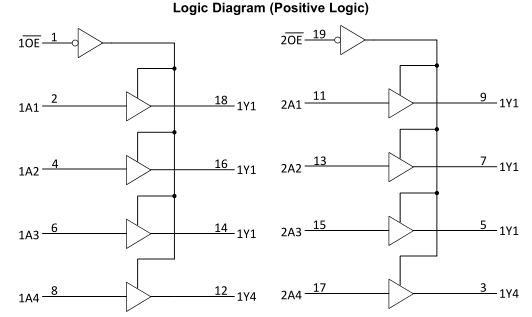 Logic Diagram (Positive Logic)
1OE 1
2OE 19
1A1 2 18 1Y1
2A1 11 9 1Y1
1A2 4 16 1Y1
2A2 13 7 1Y1
1A3 6 14 1Y1
2A3 15 5 1Y1
1A4 8 12 1Y4
2A4 17 3 1Y4